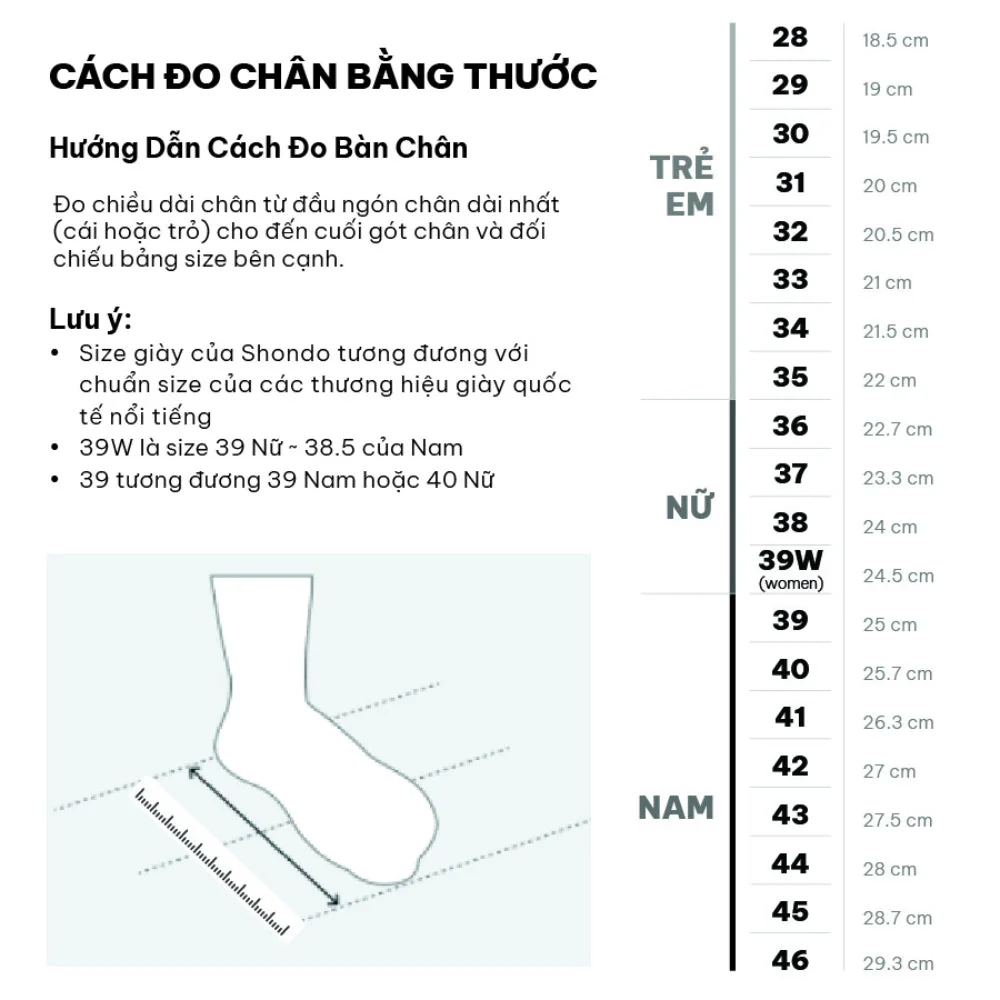 CÁCH ĐO CHÂN BẰNG THƯỚC
Hướng Dẫn Cách Đo Bàn Chân
Đo chiều dài chân từ đầu ngón chân dài nhất
(cái hoặc trỏ) cho đến cuối gót chân và đối
chiếu bảng size bên cạnh.
Lưu ý:
• Size giày của Shondo tương đương với
chuẩn size của các thương hiệu giày quốc
tế nổi tiếng
• 39W là size 39 Nữ ~ 38.5 của Nam
• 39 tương đương 39 Nam hoặc 40 Nữ
TRẺ
EM
28 18.5 cm
29 19 cm
30 19.5 cm
31 20 cm
32 20.5 cm
33 21 cm
34 21.5 cm
35 22 cm
NỮ
36 22.7 cm
37 23.3 cm
38 24 cm
39W
(women) 24.5 cm
NAM
39 25 cm
40 25.7 cm
41 26.3 cm
42 27 cm
43 27.5 cm
44 28 cm
45 28.7 cm
46 29.3 cm